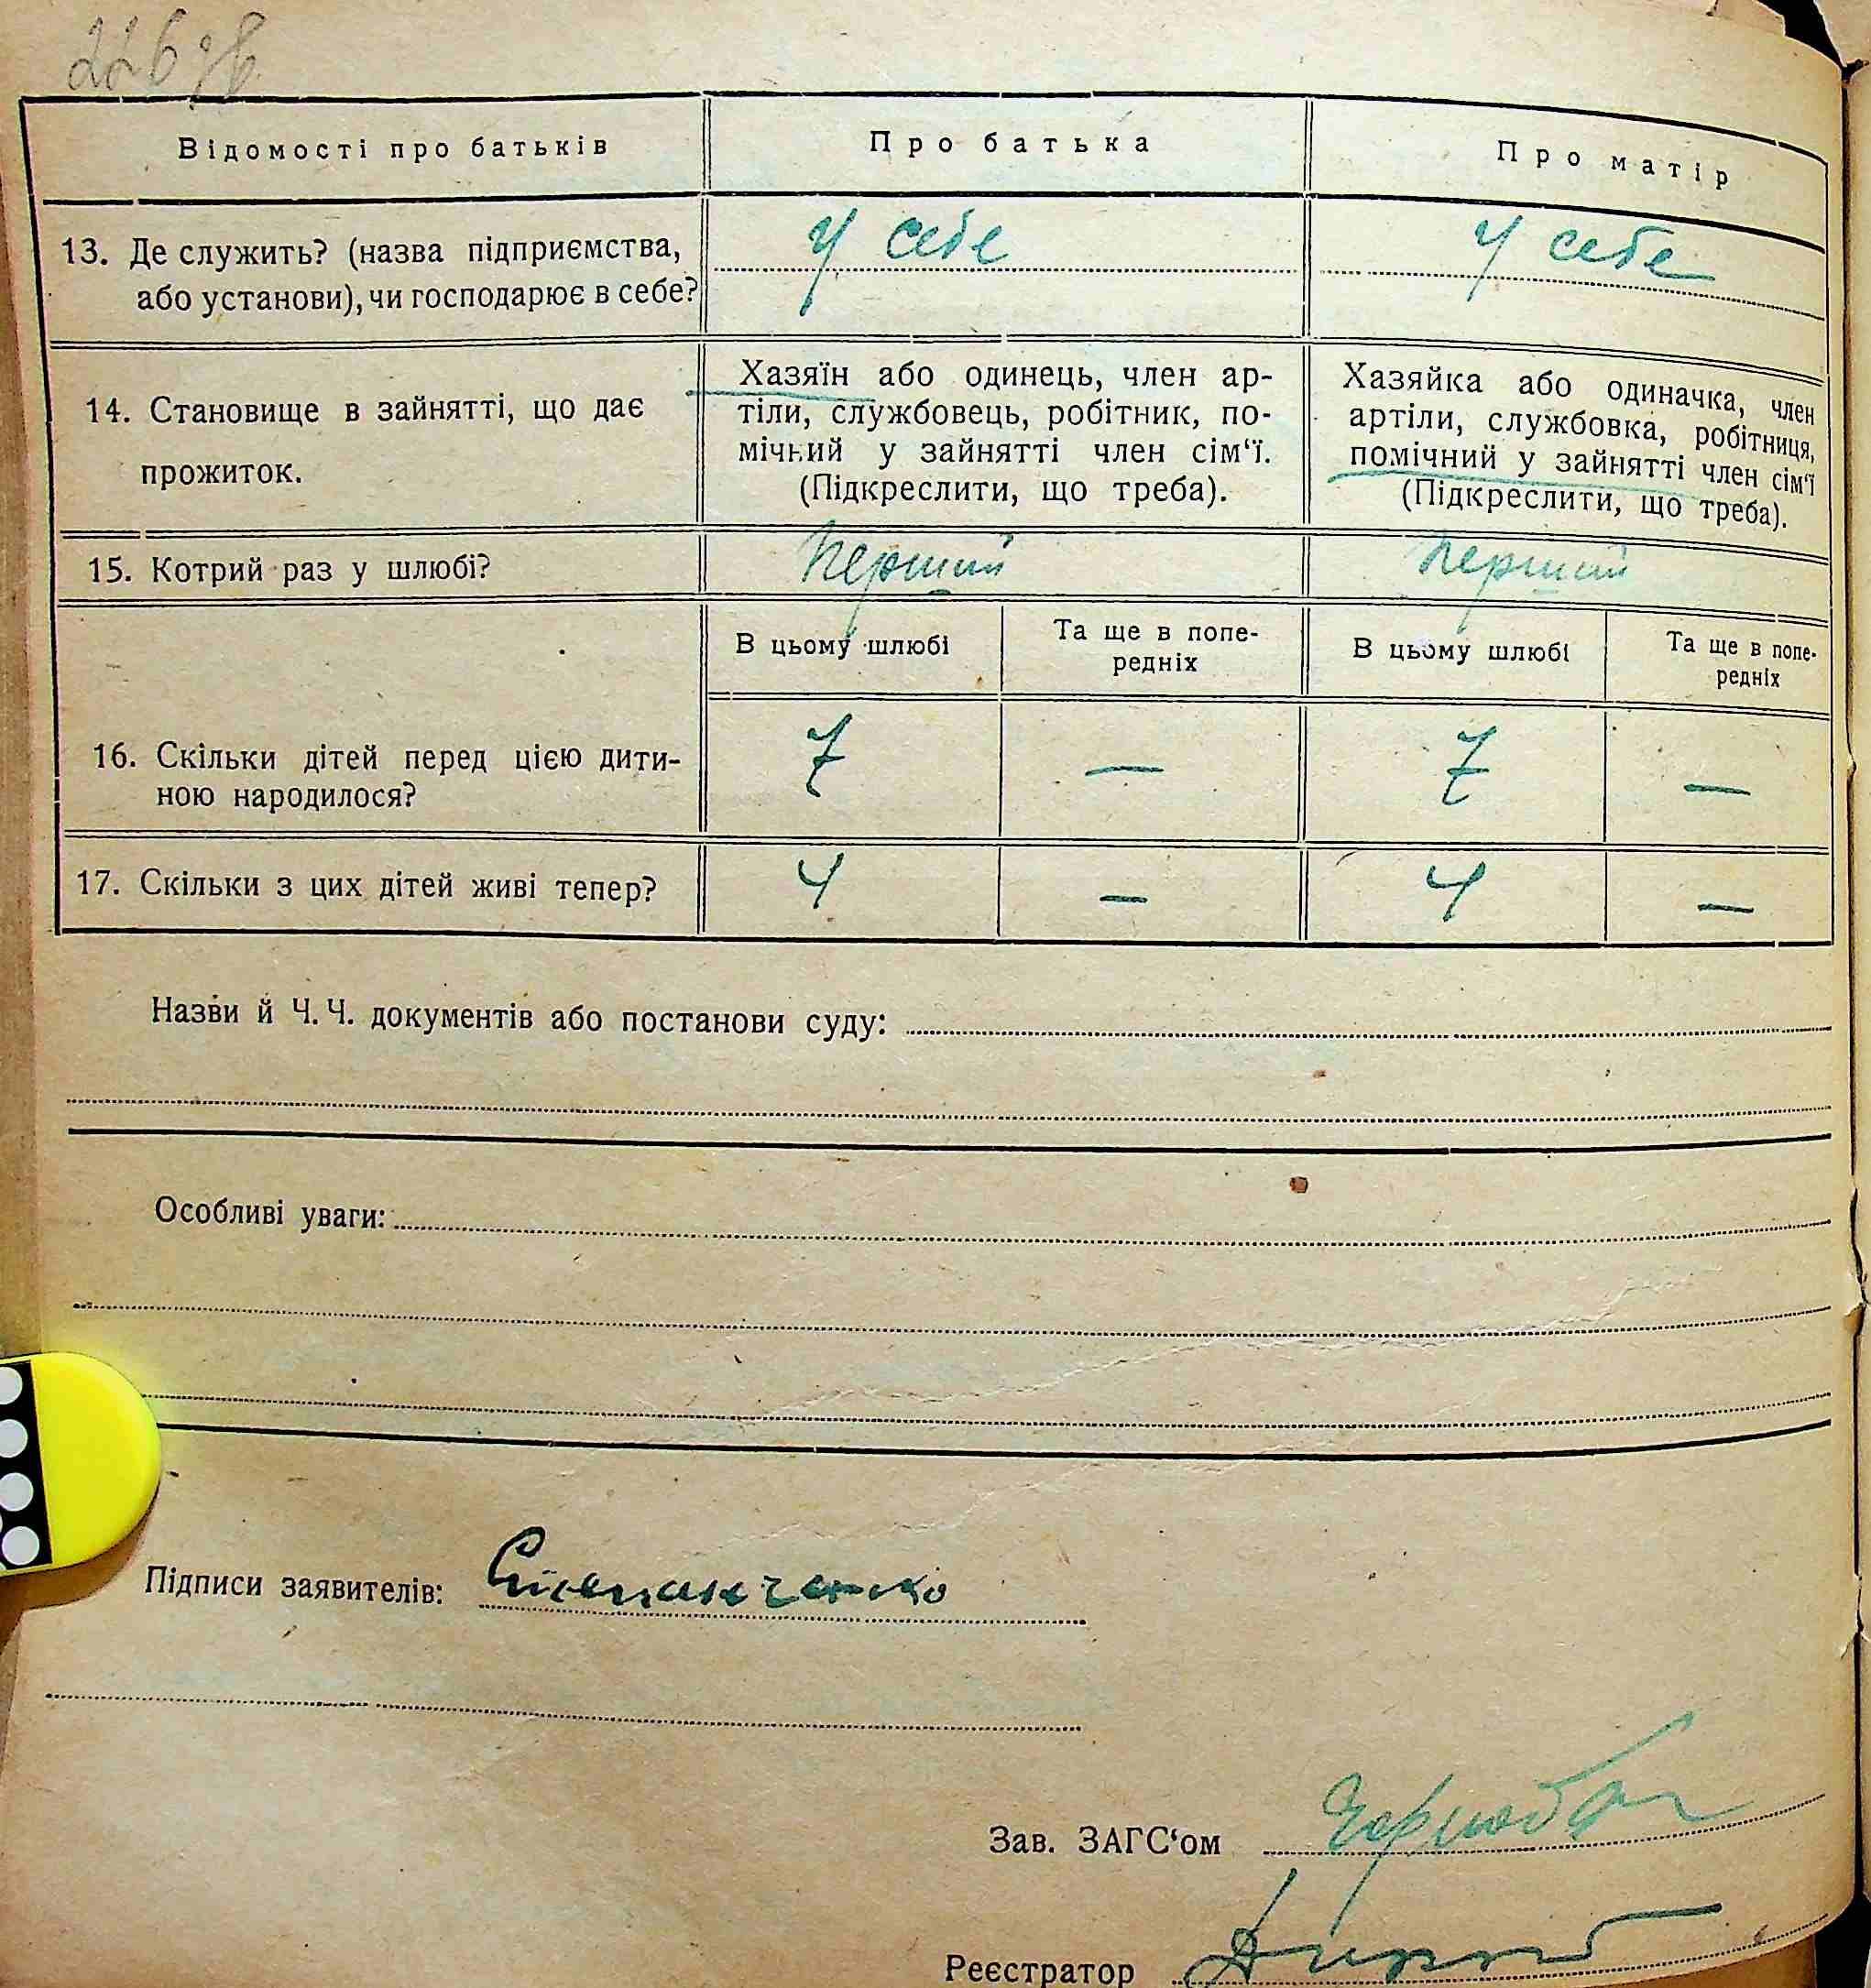 Відомості про батьків
Про батька
Про матір
13. Де служить? (назва підприємства,
або установи), чи господарює в себе?
у себе
у себе
14. Становище в зайнятті, що дає
прожиток.
Хазяїн або одинець, член ар-
тіли, службовець, робітник, по-
мічний у зайнятті член сім‘ї.
(Підкреслити, що треба).
Хазяйка або одиначка, член
артіли, службовка, робітниця,
помічний у зайнятті член сім‘ї
(Підкреслити, що треба).
15. Котрий раз у шлюбі?
Перший
Перший
В цьому шлюбі
Та ще в попе-
редніх
В цьому шлюбі
Та ще в попе-
редніх
16. Скільки дітей перед цією дити-
ною народилося?
7
—
7
—
17. Скільки з цих дітей живі тепер?
4
—
4
—
Назви й Ч. Ч. документів або постанови суду:
Особливі уваги:
Підписи заявителів:
Степанченко
Зав. ЗАГС‘ом
Реєстратор